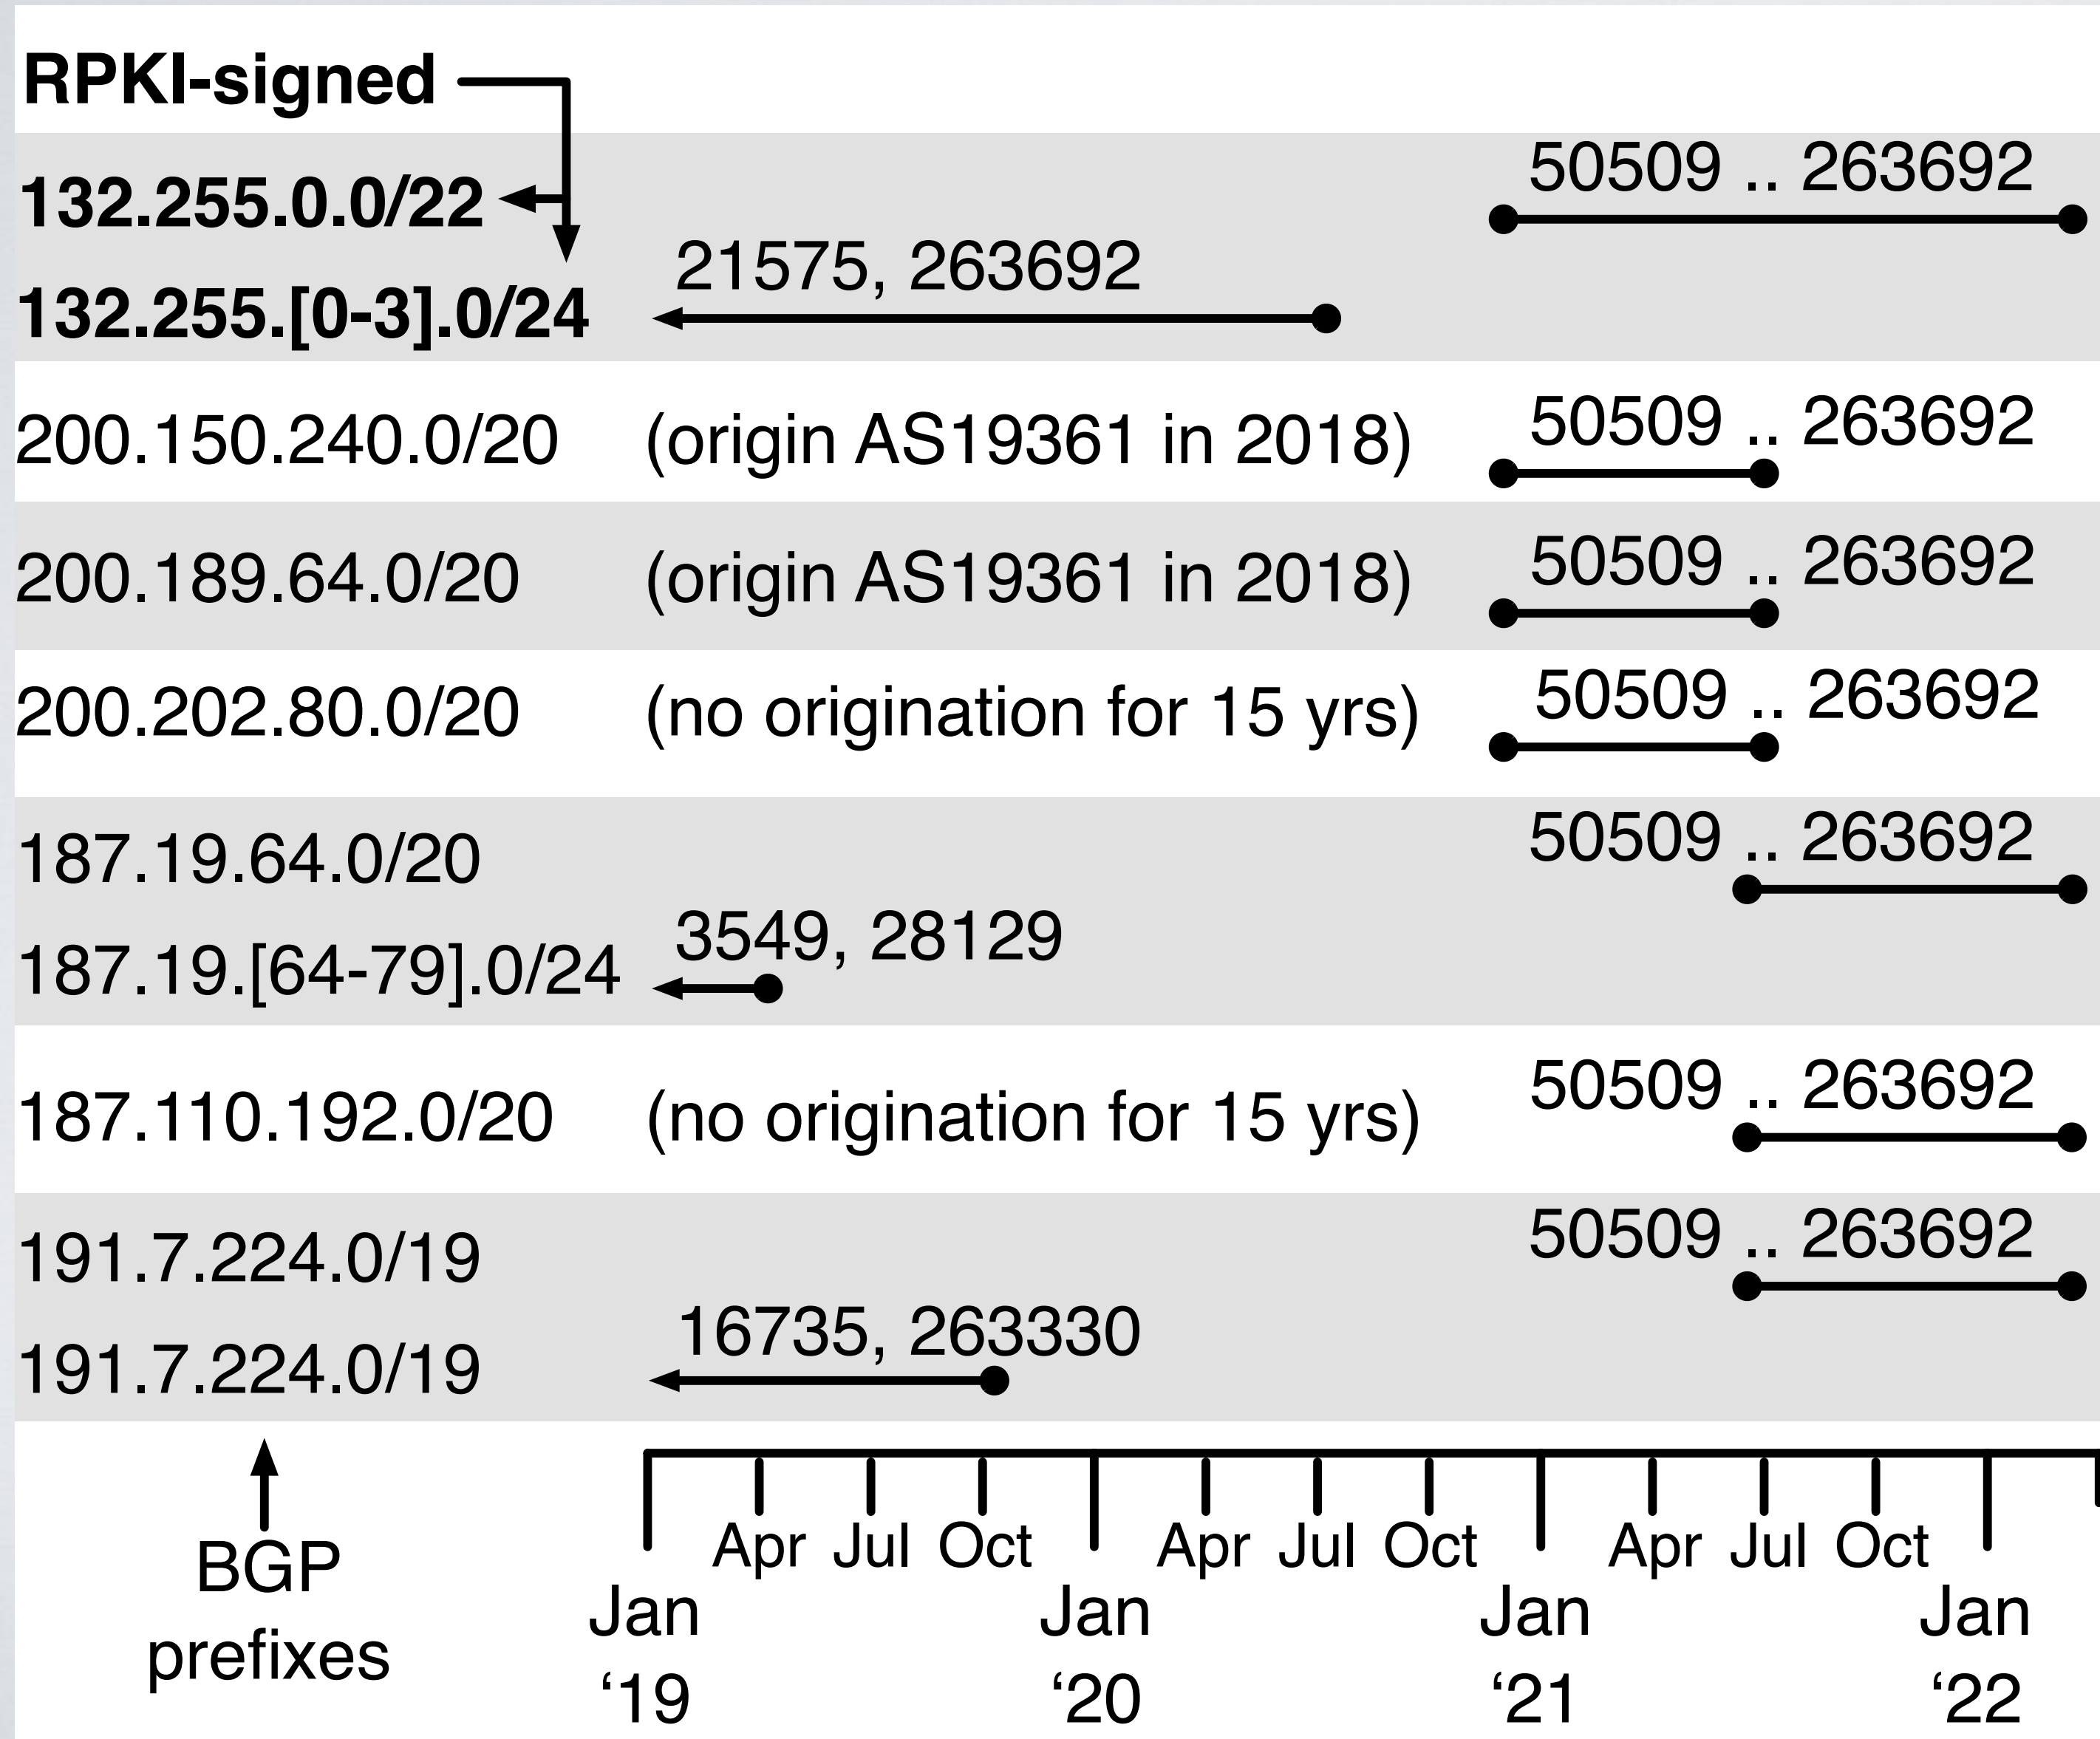 RPKI-signed
132.255.0.0/22 50509 .. 263692
132.255.[0-3].0/24 21575, 263692
200.150.240.0/20 (origin AS19361 in 2018) 50509 .. 263692
200.189.64.0/20 (origin AS19361 in 2018) 50509 .. 263692
200.202.80.0/20 (no origination for 15 yrs) 50509 .. 263692
187.19.64.0/20 50509 .. 263692
187.19.[64-79].0/24 3549, 28129
187.110.192.0/20 (no origination for 15 yrs) 50509 .. 263692
191.7.224.0/19 50509 .. 263692
191.7.224.0/19 16735, 263330
BGP
prefixes
Apr Jul Oct Apr Jul Oct Apr Jul Oct
Jan Jan Jan Jan
‘19 ‘20 ‘21 ‘22